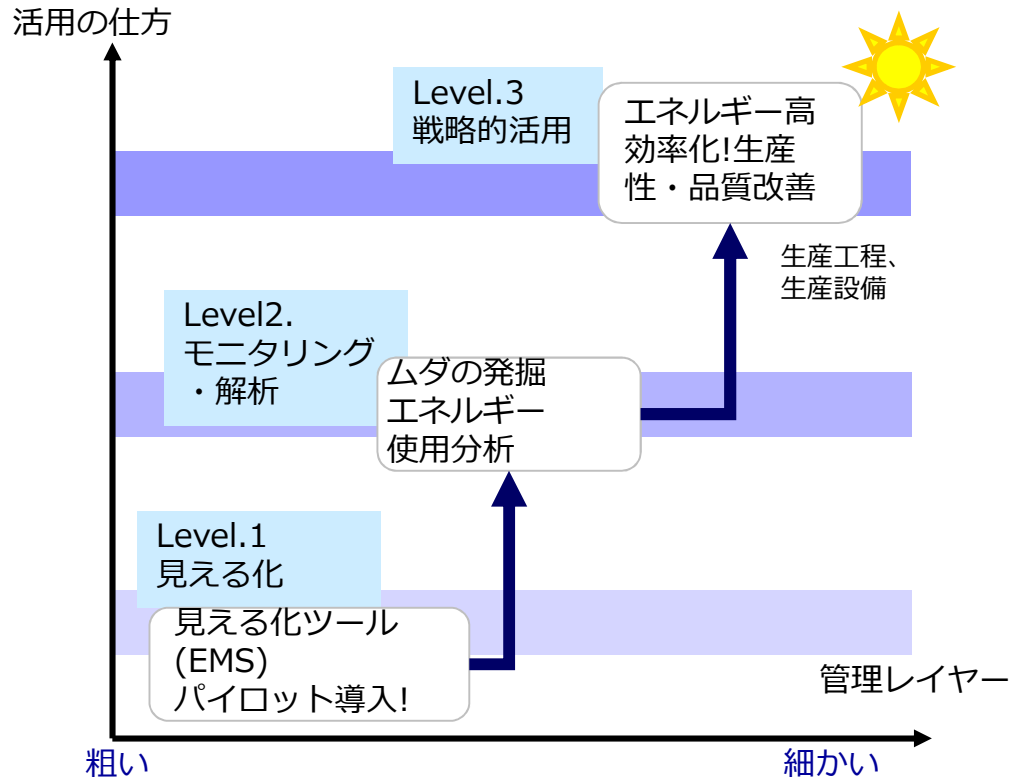 活用の仕方
Level.3
戦略的活用
エネルギー高
効率化!生産
性・品質改善
生産工程、
生産設備
Level2.
モニタリング
・解析
ムダの発掘
エネルギー
使用分析
Level.1
見える化
見える化ツール
(EMS)
パイロット導入!
管理レイヤー
粗い
細かい